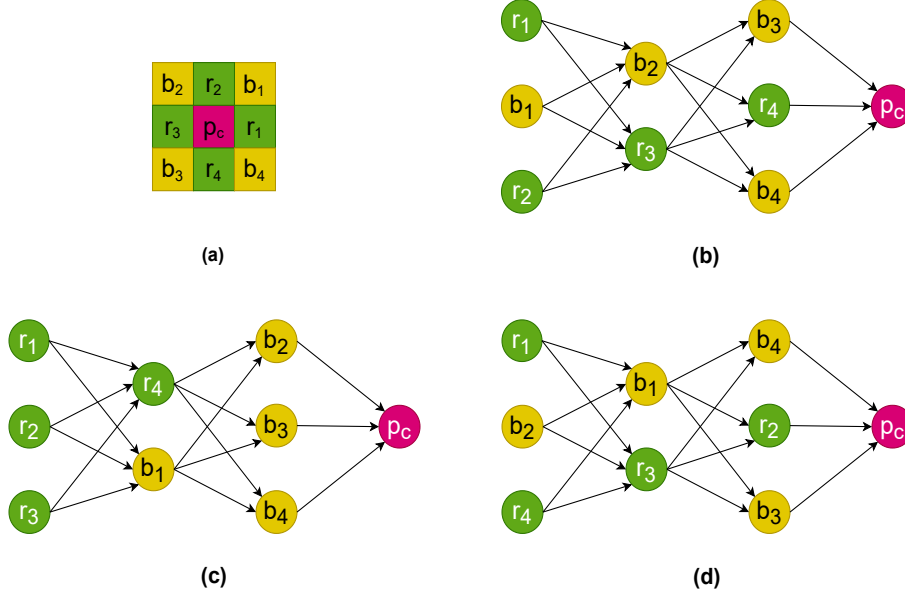 b2 r2 b1
r3 pc r1
b3 r4 b4
(a)
r1 b3
b2
b1 r4 pc
r3
r2 b4
(b)
r1 b2
r4
r2 b3 pc
b1
r3 b4
(c)
r1 b4
b1
b2 r2 pc
r3
r4 b3
(d)